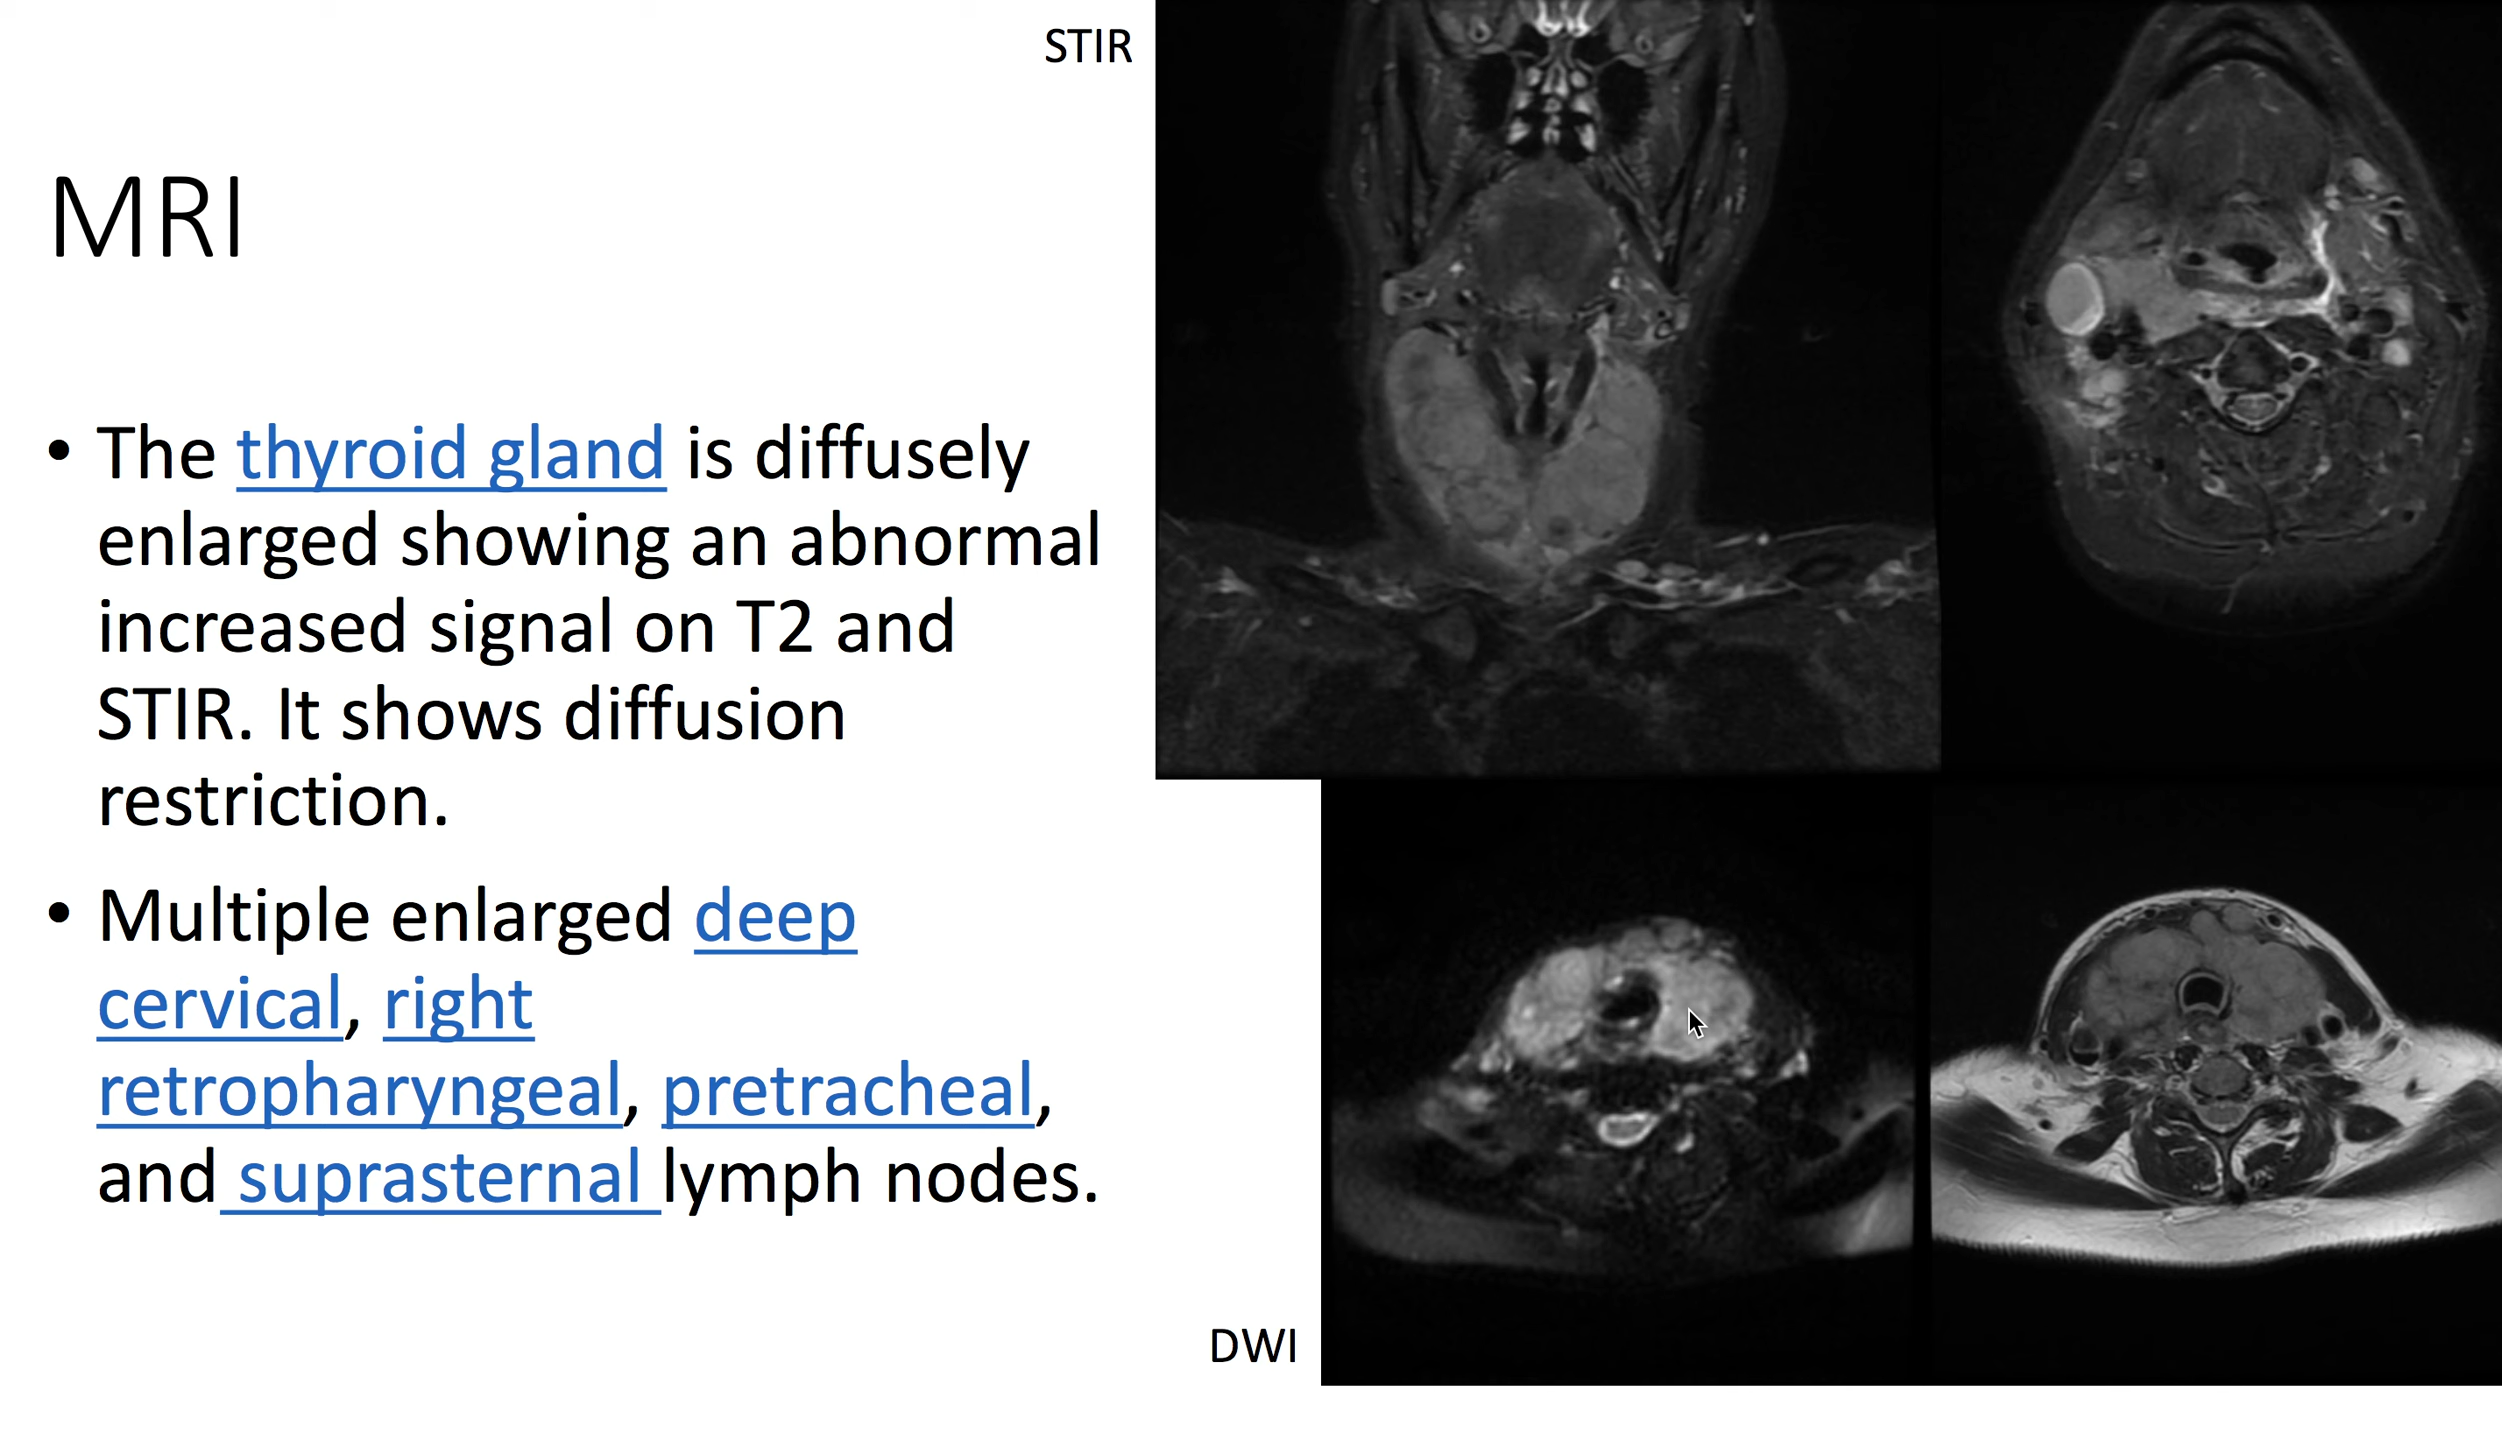 STIR
MRI
• The thyroid gland is diffusely
enlarged showing an abnormal
increased signal on T2 and
STIR. It shows diffusion
restriction.
• Multiple enlarged deep
cervical, right
retropharyngeal, pretracheal,
and suprasternal lymph nodes.
DWI